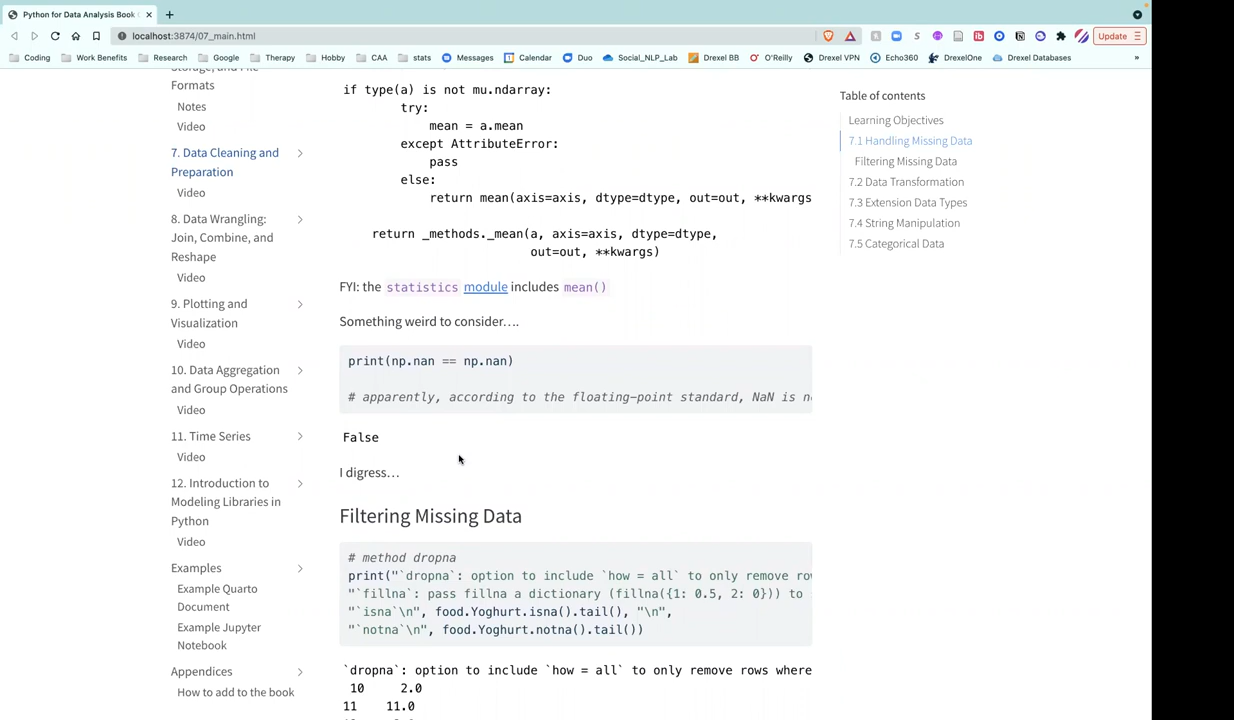 Python for Data Analysis Book
localhost:3874/07_main.html
Update
Coding
Work Benefits
Research
Google
Therapy
Hobby
CAA
stats
Messages
Calendar
Duo
Social_NLP_Lab
Drexel BB
O'Reilly
Drexel VPN
Echo360
DrexelOne
Drexel Databases
»
Formats
Notes
Video
7. Data Cleaning and
Preparation
Video
8. Data Wrangling:
Join, Combine, and
Reshape
Video
9. Plotting and
Visualization
Video
10. Data Aggregation
and Group Operations
Video
11. Time Series
Video
12. Introduction to
Modeling Libraries in
Python
Video
Examples
Example Quarto
Document
Example Jupyter
Notebook
Appendices
How to add to the book
if type(a) is not mu.ndarray:
try:
mean = a.mean
except AttributeError:
pass
else:
return mean(axis=axis, dtype=dtype, out=out, **kwargs
return _methods._mean(a, axis=axis, dtype=dtype,
out=out, **kwargs)
FYI: the statistics module includes mean()
Something weird to consider….
print(np.nan == np.nan)
# apparently, according to the floating-point standard, NaN is
False
I digress…
Filtering Missing Data
# method dropna
print("`dropna`: option to include `how = all` to only remove
"`fillna`: pass fillna a dictionary (fillna({1: 0.5, 2: 0})) to
"`isna`\n", food.Yoghurt.isna().tail(), "\n",
"`notna`\n", food.Yoghurt.notna().tail())
`dropna`: option to include `how = all` to only remove rows where
10 2.0
11 11.0
Table of contents
Learning Objectives
7.1 Handling Missing Data
Filtering Missing Data
7.2 Data Transformation
7.3 Extension Data Types
7.4 String Manipulation
7.5 Categorical Data